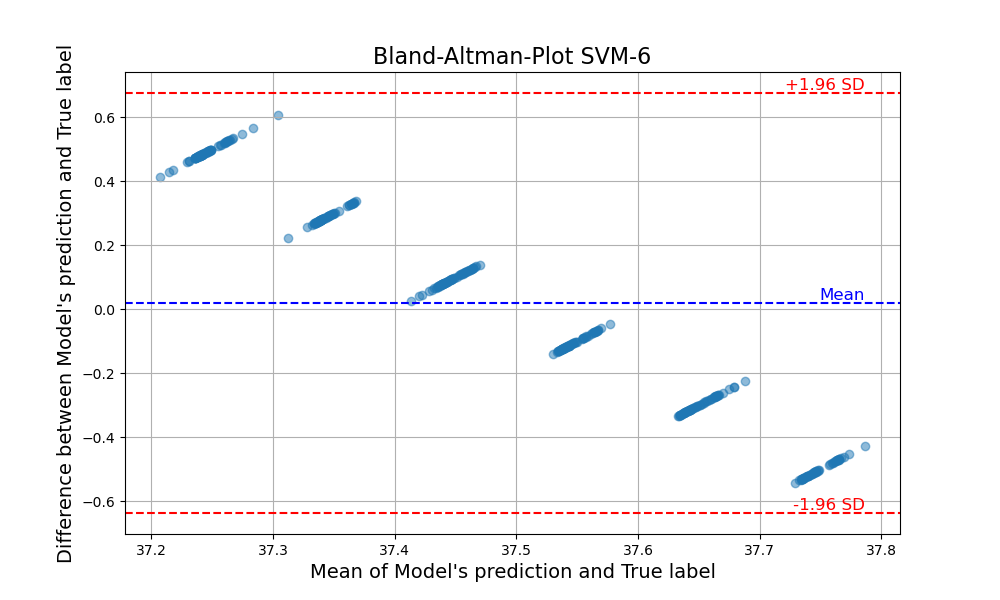 Bland-Altman-Plot SVM-6
Difference between Model's prediction and True label
+1.96 SD
0.6
0.4
0.2
Mean
0.0
−0.2
−0.4
-1.96 SD
−0.6
37.2 37.3 37.4 37.5 37.6 37.7 37.8
Mean of Model's prediction and True label